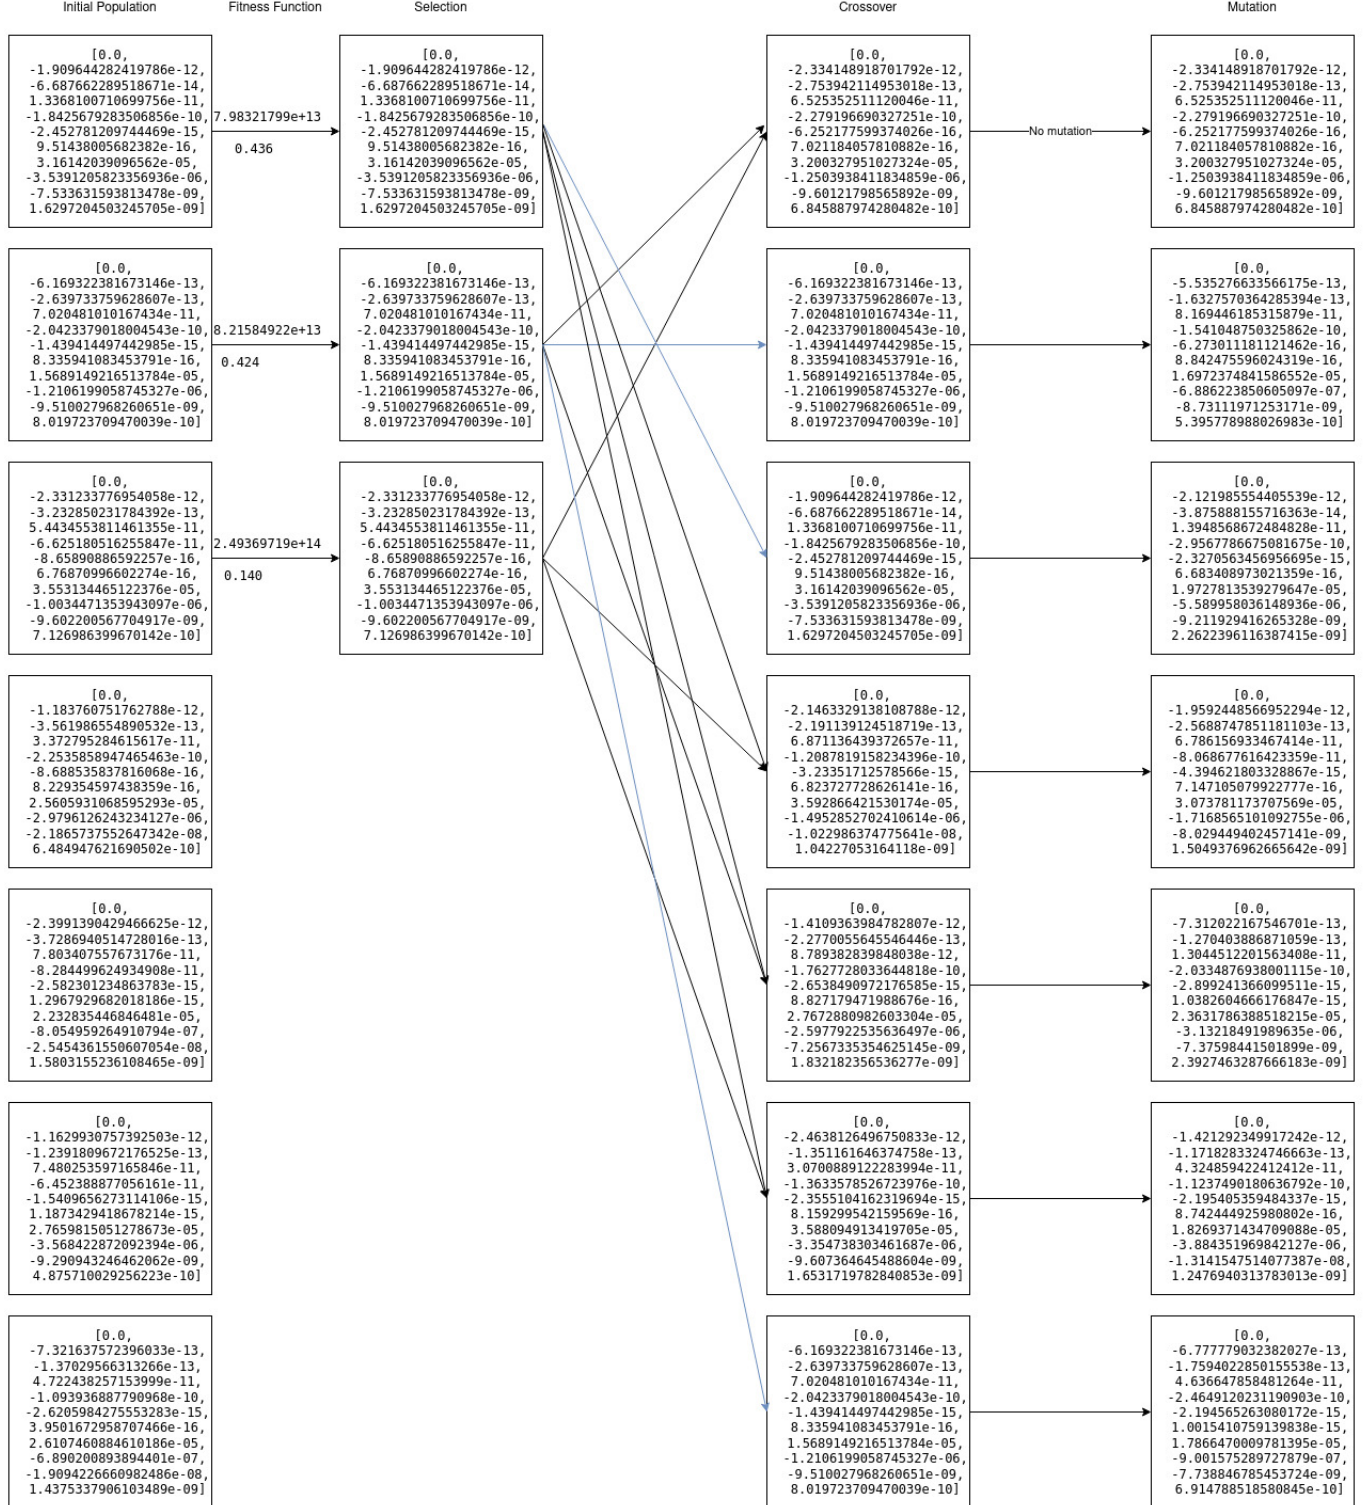 Initial Population
Fitness Function
Selection
Crossover
Mutation
[0.0,
-1.909644282419786e-12,
-6.687662289518671e-14,
1.3368100710699756e-11,
-1.8425679283506856e-10,
-2.452781209744469e-15,
9.51438005682382e-16,
3.16142039096562e-05,
-3.5391205823356936e-06,
-7.533631593813478e-09,
1.6297204503245705e-09]
7.98321799e+13
0.436
[0.0,
-1.909644282419786e-12,
-6.687662289518671e-14,
1.3368100710699756e-11,
-1.8425679283506856e-10,
-2.452781209744469e-15,
9.51438005682382e-16,
3.16142039096562e-05,
-3.5391205823356936e-06,
-7.533631593813478e-09,
1.6297204503245705e-09]
[0.0,
-2.334148918701792e-12,
-2.753942114953018e-13,
6.525352511120046e-11,
-2.279196690327251e-10,
-6.252177599374026e-16,
7.021184057810882e-16,
3.200327951027324e-05,
-1.2503938411834859e-06,
-9.60121798565892e-09,
6.845887974280482e-10]
No mutation
[0.0,
-2.334148918701792e-12,
-2.753942114953018e-13,
6.525352511120046e-11,
-2.279196690327251e-10,
-6.252177599374026e-16,
7.021184057810882e-16,
3.200327951027324e-05,
-1.2503938411834859e-06,
-9.60121798565892e-09,
6.845887974280482e-10]
[0.0,
-6.169322381673146e-13,
-2.639733759628607e-13,
7.020481010167434e-11,
-2.0423379018004543e-10,
-1.439414497442985e-15,
8.335941083453791e-16,
1.5689149216513784e-05,
-1.2106199058745327e-06,
-9.510027968260651e-09,
8.019723709470039e-10]
8.21584922e+13
0.424
[0.0,
-6.169322381673146e-13,
-2.639733759628607e-13,
7.020481010167434e-11,
-2.0423379018004543e-10,
-1.439414497442985e-15,
8.335941083453791e-16,
1.5689149216513784e-05,
-1.2106199058745327e-06,
-9.510027968260651e-09,
8.019723709470039e-10]
[0.0,
-6.169322381673146e-13,
-2.639733759628607e-13,
7.020481010167434e-11,
-2.0423379018004543e-10,
-1.439414497442985e-15,
8.335941083453791e-16,
1.5689149216513784e-05,
-1.2106199058745327e-06,
-9.510027968260651e-09,
8.019723709470039e-10]
[0.0,
-5.535276633566175e-13,
-1.6327570364285394e-13,
8.169446185315879e-11,
-1.541048750325862e-10,
-6.273011181121462e-16,
8.842475596024319e-16,
1.6972374841586552e-05,
-6.886223850605097e-07,
-8.73111971253171e-09,
5.395778988026983e-10]
[0.0,
-2.331233776954058e-12,
-3.232850231784392e-13,
5.4434553811461355e-11,
-6.625180516255847e-11,
-8.65890886592257e-16,
6.76870996602274e-16,
3.553134465122376e-05,
-1.0034471353943097e-06,
-9.602200567704917e-09,
7.126986399670142e-10]
2.49369719e+14
0.140
[0.0,
-2.331233776954058e-12,
-3.232850231784392e-13,
5.4434553811461355e-11,
-6.625180516255847e-11,
-8.65890886592257e-16,
6.76870996602274e-16,
3.553134465122376e-05,
-1.0034471353943097e-06,
-9.602200567704917e-09,
7.126986399670142e-10]
[0.0,
-1.909644282419786e-12,
-6.687662289518671e-14,
1.3368100710699756e-11,
-1.8425679283506856e-10,
-2.452781209744469e-15,
9.51438005682382e-16,
3.16142039096562e-05,
-3.5391205823356936e-06,
-7.533631593813478e-09,
1.6297204503245705e-09]
[0.0,
-2.121985554405539e-12,
-3.875888155716363e-14,
1.3948568672484828e-11,
-2.9567786675081675e-10,
-2.327056345695​6695e-15,
6.683408973021359e-16,
1.9727813539279647e-05,
-5.589958036148936e-06,
-9.211929416265328e-09,
2.2622396116387415e-09]
[0.0,
-1.183760751762788e-12,
-3.561986554890532e-13,
3.372795284615617e-11,
-2.2535858947465463e-10,
-8.688535837816068e-16,
8.229354597438359e-16,
2.5605931068595293e-05,
-2.9796126243234127e-06,
-2.1865737552647342e-08,
6.484947621690502e-10]
[0.0,
-2.1463329138108788e-12,
-2.191139124518719e-13,
6.871136439372657e-11,
-1.2087819158234396e-10,
-3.23351712578566e-15,
6.823727728626141e-16,
3.592866421530174e-05,
-1.4952852702410614e-06,
-1.022986374775641e-08,
1.04227053164118e-09]
[0.0,
-1.9592448566952294e-12,
-2.5688747851181103e-13,
6.786156933467414e-11,
-8.068677616423359e-11,
-4.394621803328867e-15,
7.147105079922777e-16,
3.073781173707569e-05,
-1.7168565101092755e-06,
-8.029449402457141e-09,
1.5049376962665642e-09]
[0.0,
-2.3991390429466625e-12,
-3.7286940514728016e-13,
7.803407557673176e-11,
-8.284499624934908e-11,
-2.582301234863783e-15,
1.2967929682018186e-15,
2.232835446846481e-05,
-8.054959264910794e-07,
-2.5454361550607054e-08,
1.5803155236108465e-09]
[0.0,
-1.4109363984782807e-12,
-2.2770055645546446e-13,
8.789382839848038e-12,
-1.7627728033644818e-10,
-2.6538490972176585e-15,
8.827179471988676e-16,
2.7672880982603304e-05,
-2.5977922535636497e-06,
-7.2567335354625145e-09,
1.832182356536277e-09]
[0.0,
-7.312022167546701e-13,
-1.270403886871059e-13,
1.3044512201563408e-11,
-2.0334876938001115e-10,
-2.899241366099511e-15,
1.0382604666176847e-15,
2.3631786388518215e-05,
-3.13218491989635e-06,
-7.37598441501899e-09,
2.3927463287666183e-09]
[0.0,
-1.1629930757392503e-12,
-1.2391809672176525e-13,
7.480253597165846e-11,
-6.452388877056161e-11,
-1.5409656273114106e-15,
1.1873429418678214e-15,
2.7659815051278673e-05,
-3.568422872092394e-06,
-9.290943246462062e-09,
4.875710029256223e-10]
[0.0,
-2.4638126496750833e-12,
-1.351161646374758e-13,
3.0700889122283994e-11,
-1.3633578526723976e-10,
-2.3555104162319694e-15,
8.159299542159569e-16,
3.588094913419705e-05,
-3.354738303461687e-06,
-9.607364645488604e-09,
1.6531719782840853e-09]
[0.0,
-1.421292349917242e-12,
-1.1718283324746663e-13,
4.324859422412412e-11,
-1.1237490180636792e-10,
-2.195405359484337e-15,
8.742444925980802e-16,
1.8269371434709088e-05,
-3.884351969842127e-06,
-1.3141547514077387e-08,
1.2476940313783013e-09]
[0.0,
-7.321637572396033e-13,
-1.37029566313266e-13,
4.722438257153999e-11,
-1.0939368877​90968e-10,
-2.6205984275553283e-15,
3.9501672958707466e-16,
2.6107460884610186e-05,
-6.890200893894401e-07,
-1.9094226660982486e-08,
1.4375337906103489e-09]
[0.0,
-6.169322381673146e-13,
-2.639733759628607e-13,
7.020481010167434e-11,
-2.0423379018004543e-10,
-1.439414497442985e-15,
8.335941083453791e-16,
1.5689149216513784e-05,
-1.2106199058745327e-06,
-9.510027968260651e-09,
8.019723709470039e-10]
[0.0,
-6.777779032382027e-13,
-1.7594022850155538e-13,
4.636647858481264e-11,
-2.4649120231190903e-10,
-2.194565263080172e-15,
1.0015410759139838e-15,
1.7866470009781395e-05,
-9.001575289727879e-07,
-7.738846785453724e-09,
6.914788518580845e-10]